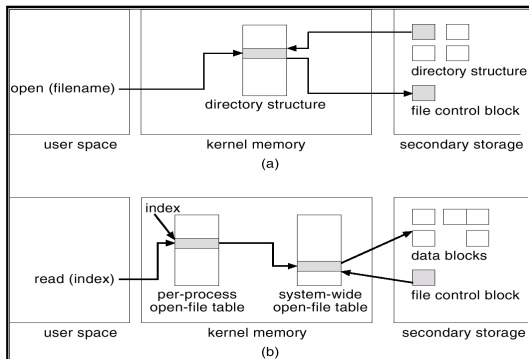 open (filename)
directory structure
directory structure
file control block
user space
kernel memory
secondary storage
(a)
index
read (index)
per-process
open-file table
system-wide
open-file table
data blocks
file control block
user space
kernel memory
secondary storage
(b)